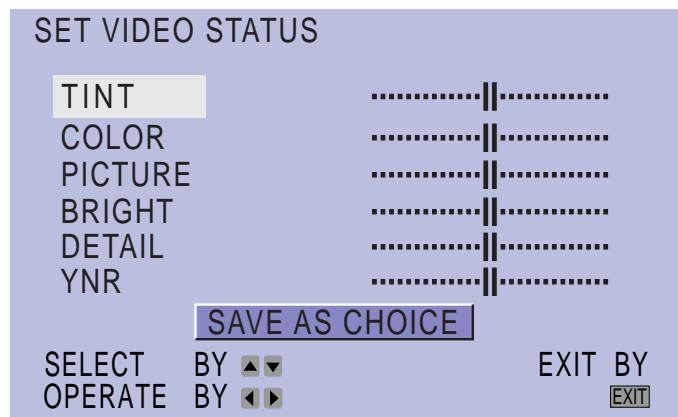 SET VIDEO STATUS
TINT
COLOR
PICTURE
BRIGHT
DETAIL
YNR
SAVE AS CHOICE
SELECT BY ▲▼ EXIT BY
OPERATE BY ◀▶ EXIT